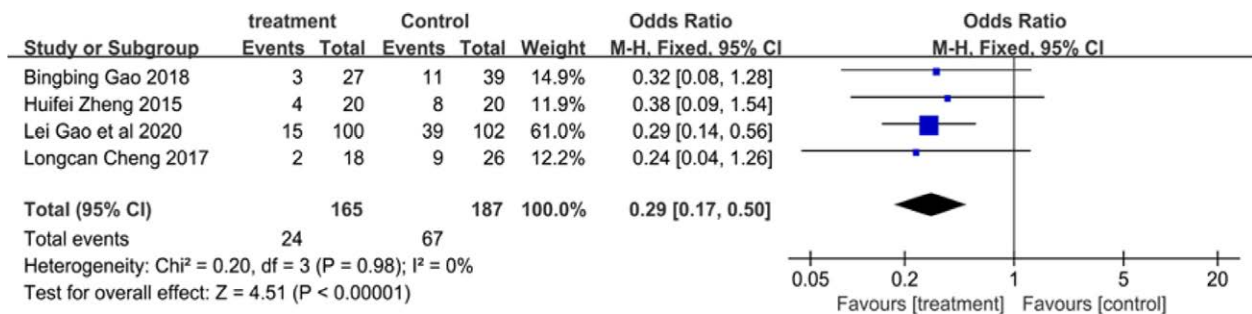 treatment Control Odds Ratio Odds Ratio
Study or Subgroup Events Total Events Total Weight M-H, Fixed, 95% CI M-H, Fixed, 95% CI
Bingbing Gao 2018 3 27 11 39 14.9% 0.32 [0.08, 1.28]
Huifei Zheng 2015 4 20 8 20 11.9% 0.38 [0.09, 1.54]
Lei Gao et al 2020 15 100 39 102 61.0% 0.29 [0.14, 0.56]
Longcan Cheng 2017 2 18 9 26 12.2% 0.24 [0.04, 1.26]
Total (95% CI) 165 187 100.0% 0.29 [0.17, 0.50]
Total events 24 67
Heterogeneity: Chi² = 0.20, df = 3 (P = 0.98); I² = 0%
Test for overall effect: Z = 4.51 (P < 0.00001)
0.05 0.2 1 5 20
Favours [treatment] Favours [control]